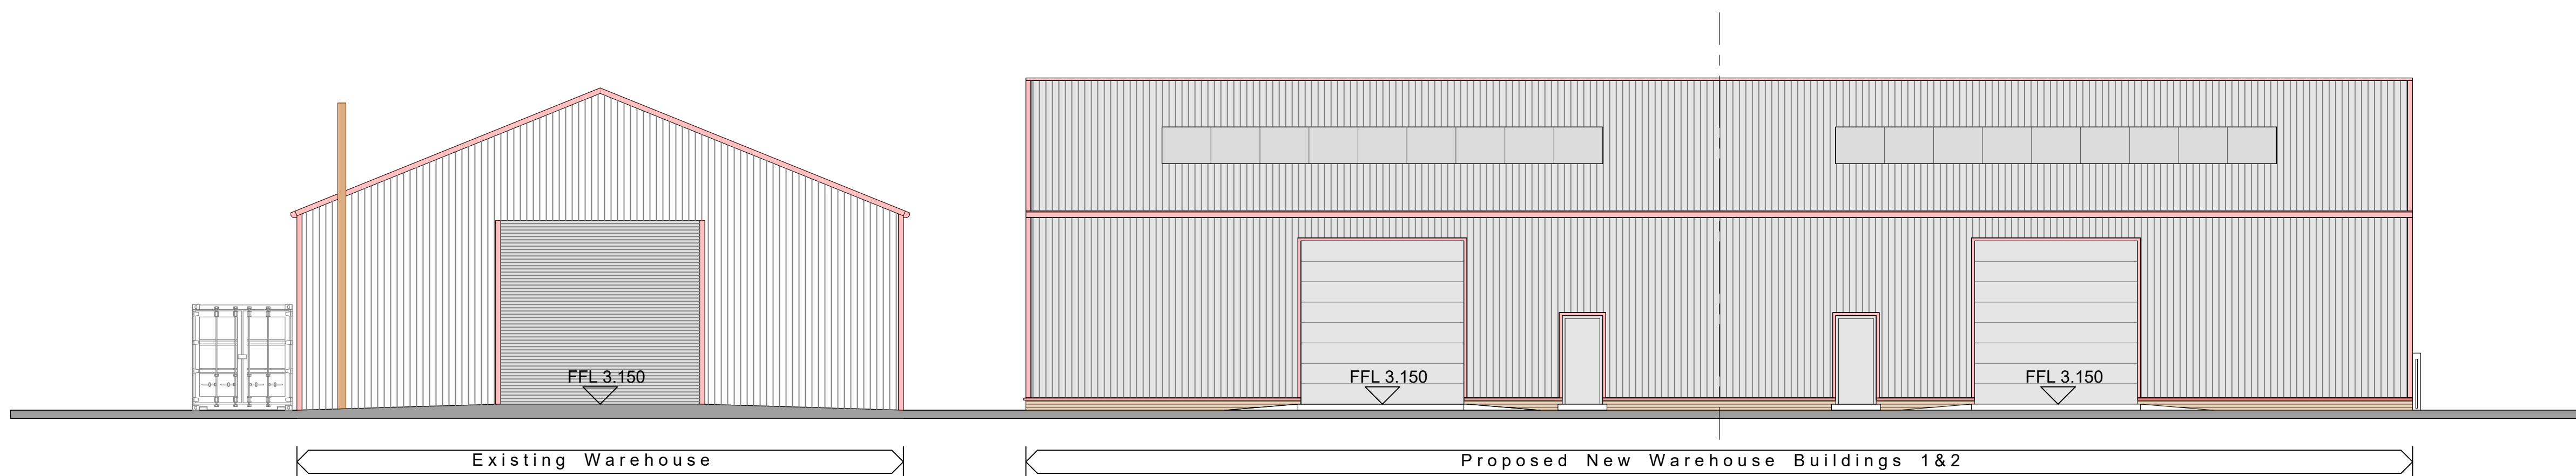 FFL 3.150
FFL 3.150
FFL 3.150
Existing Warehouse
Proposed New Warehouse Buildings 1&2